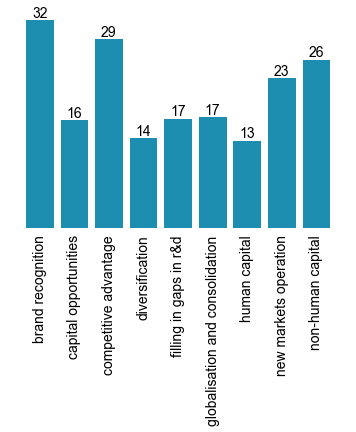 32
16
29
14
17
17
13
23
26
brand recognition
capital opportunities
competitive advantage
diversification
filling in gaps in r&d
globalisation and consolidation
human capital
new markets operation
non-human capital